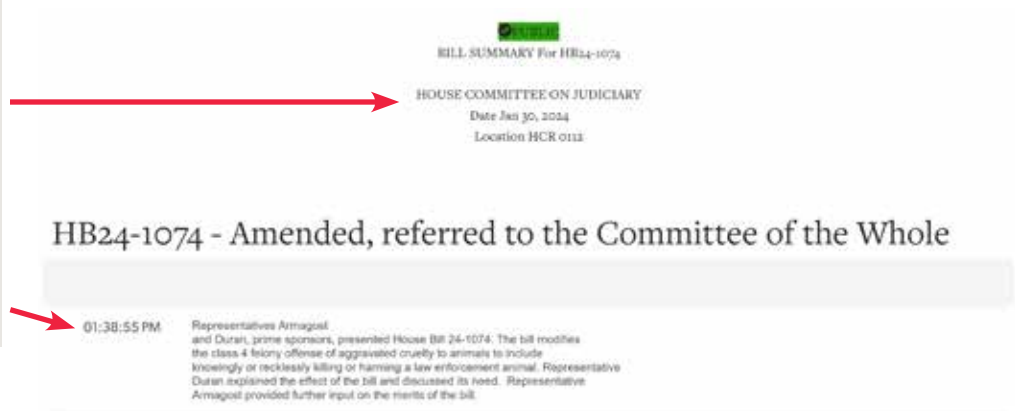 PUBLIC
BILL SUMMARY For HB24-1074
HOUSE COMMITTEE ON JUDICIARY
Date Jan 30, 2024
Location HCR 0112
HB24-1074 - Amended, referred to the Committee of the Whole
01:38:55 PM
Representatives Armagost
and Duran, prime sponsors, presented House Bill 24-1074. The bill modifies
the class 4 felony offense of aggravated cruelty to animals to include
knowingly or recklessly killing or harming a law enforcement animal. Representative
Duran explained the effect of the bill and discussed its need. Representative
Armagost provided further input on the merits of the bill.